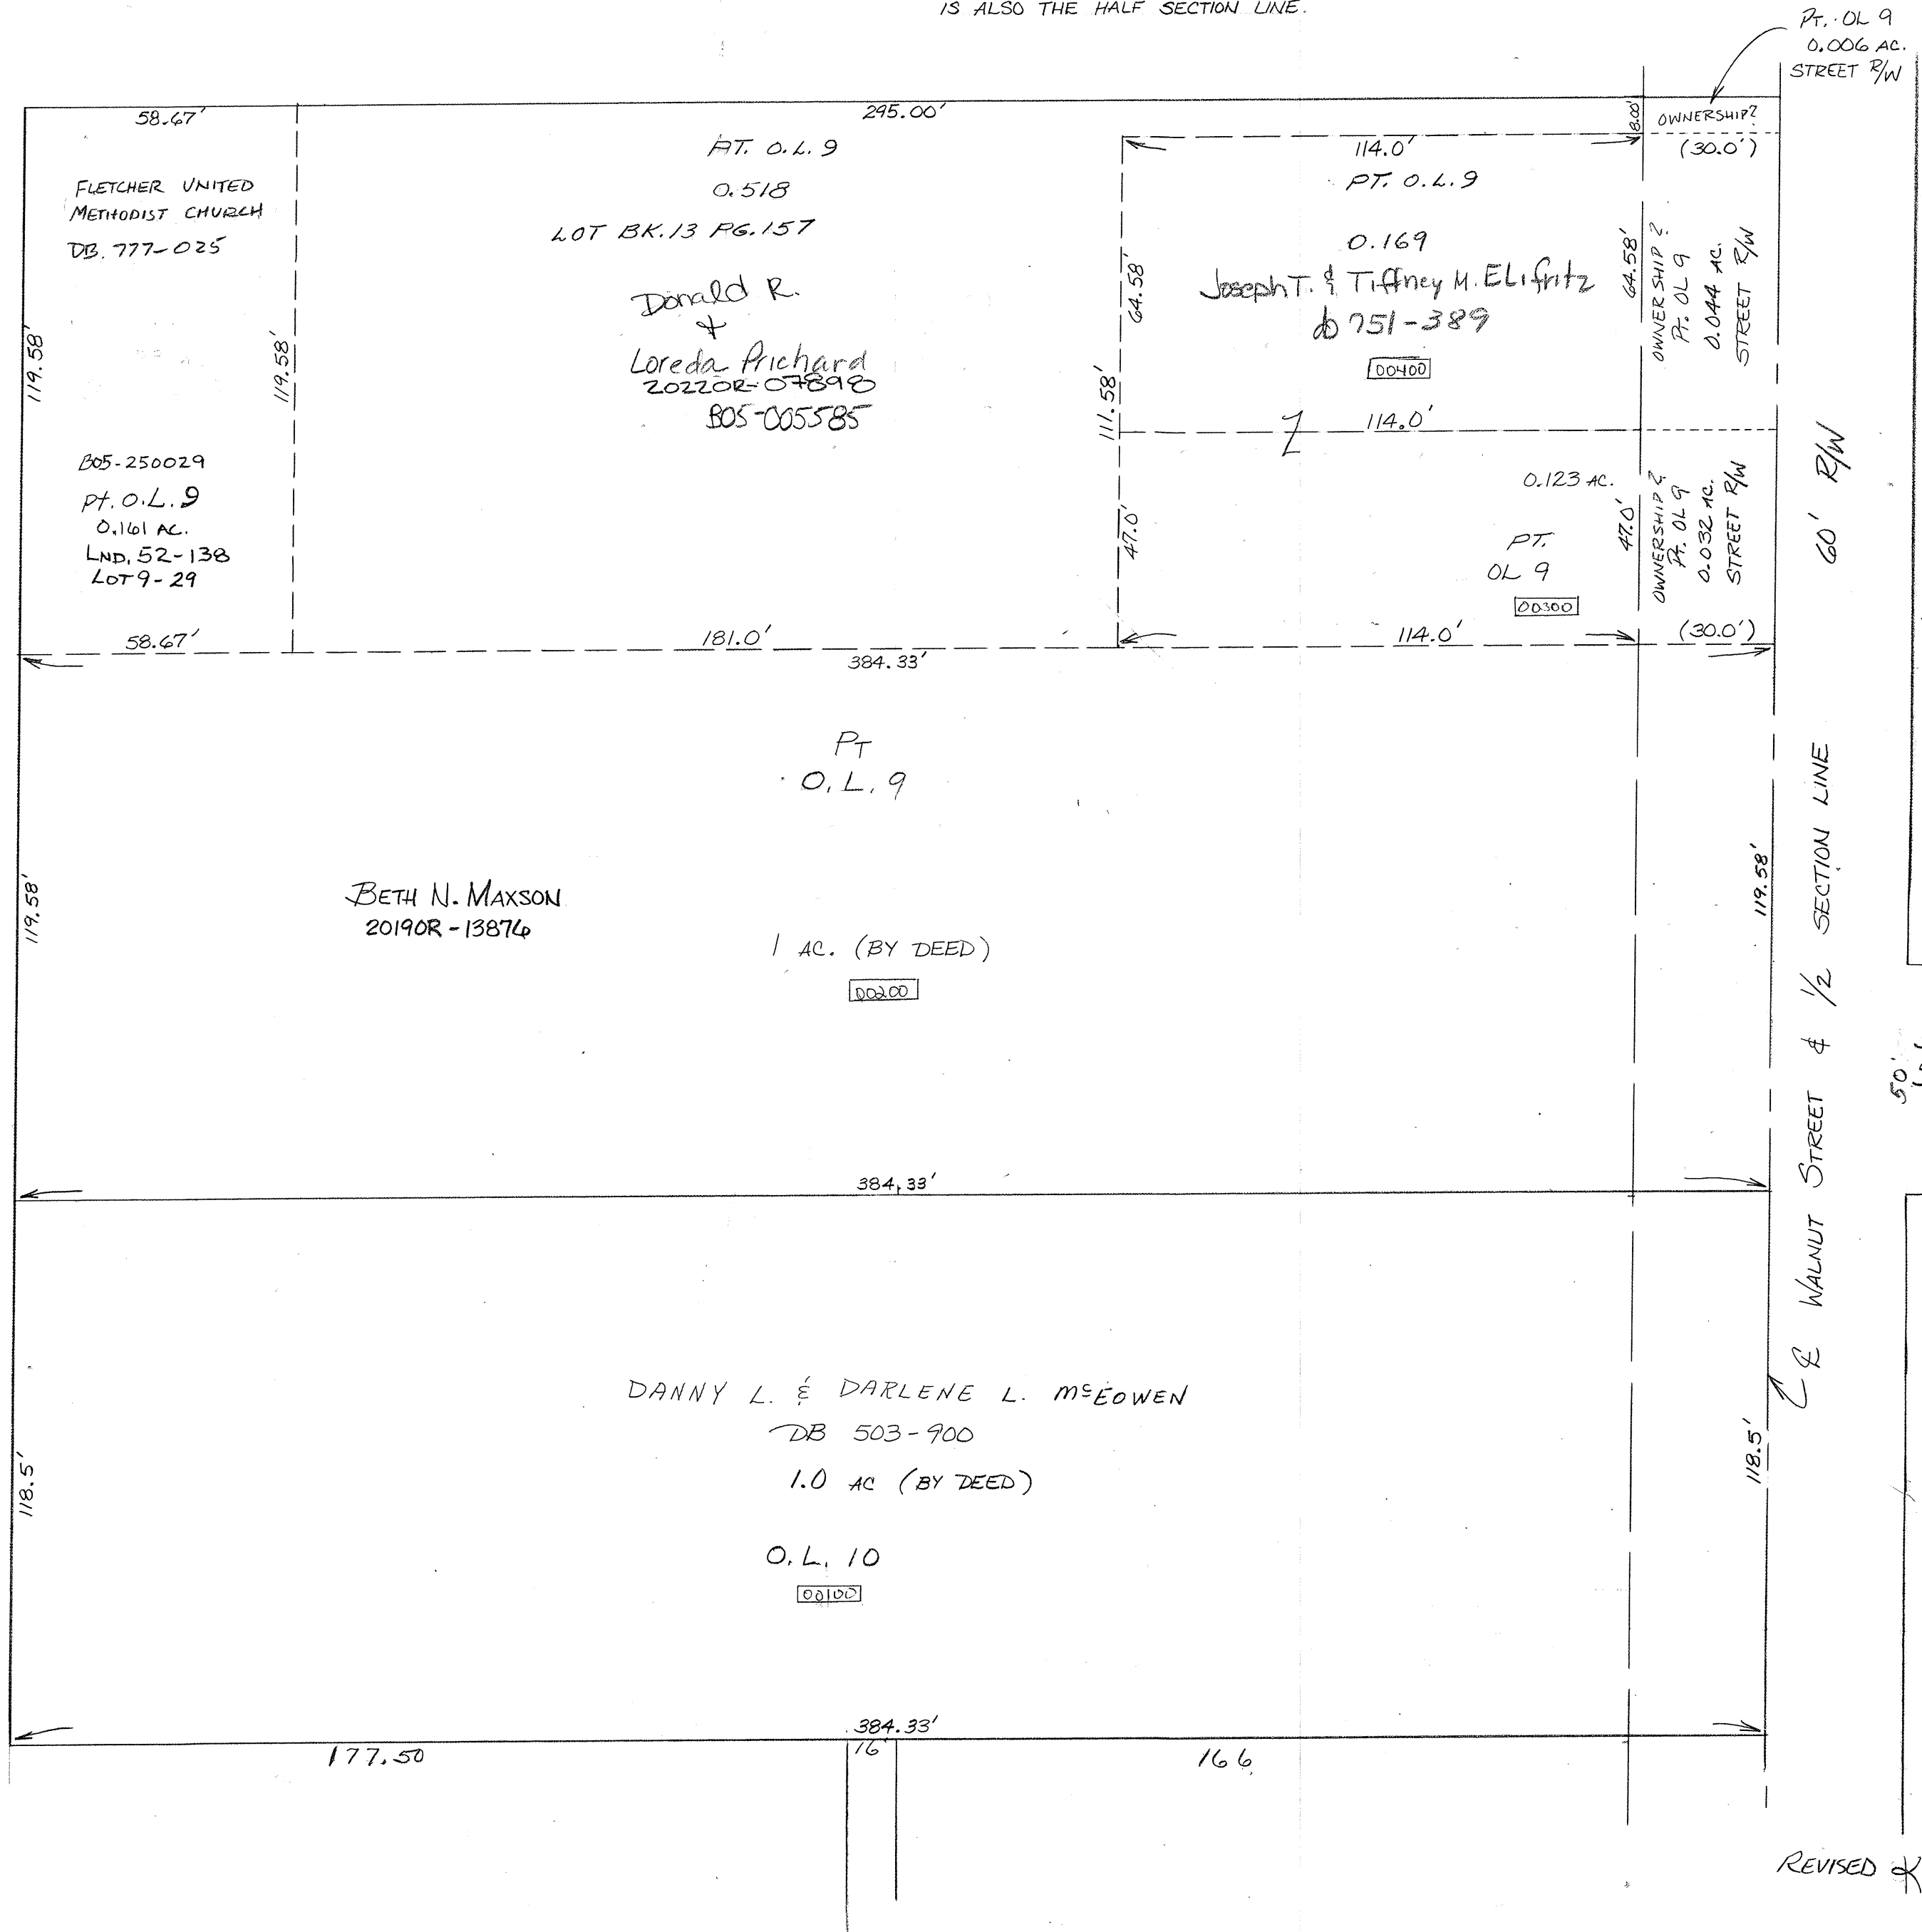 IS ALSO THE HALF SECTION LINE.
PT. OL 9
0.006 AC.
STREET R/W
58.67'
295.00'
8.00'
OWNERSHIP?
(30.0')
FLETCHER UNITED
METHODIST CHURCH
DB. 777-025
119.58'
119.58'
B05-250029
Pt. O.L. 9
0.161 AC.
LND. 52-138
LOT 9-29
58.67'
PT. O.L. 9
0.518
LOT BK. 13 PG. 157
Donald R.
&
Loreda Prichard
2022OR-07898
B05-005585
181.0'
114.0'
PT. O.L. 9
0.169
Joseph T. & Tiffney M. Elifritz
db 751-389
00400
64.58'
64.58'
111.58'
114.0'
OWNERSHIP?
PT. OL 9
0.044 AC.
STREET R/W
0.123 AC.
PT.
OL 9
00300
47.0'
47.0'
114.0'
OWNERSHIP?
PT. OL 9
0.032 AC.
STREET R/W
(30.0')
60' R/W
384.33'
PT
O.L. 9
BETH N. MAXSON
2019OR-13876
1 AC. (BY DEED)
00200
119.58'
119.58'
384.33'
℄ WALNUT STREET & 1/2 SECTION LINE
50'
DANNY L. & DARLENE L. McEOWEN
DB 503-900
1.0 AC (BY DEED)
O.L. 10
00100
118.5'
118.5'
384.33'
177.50
16'
166
REVISED